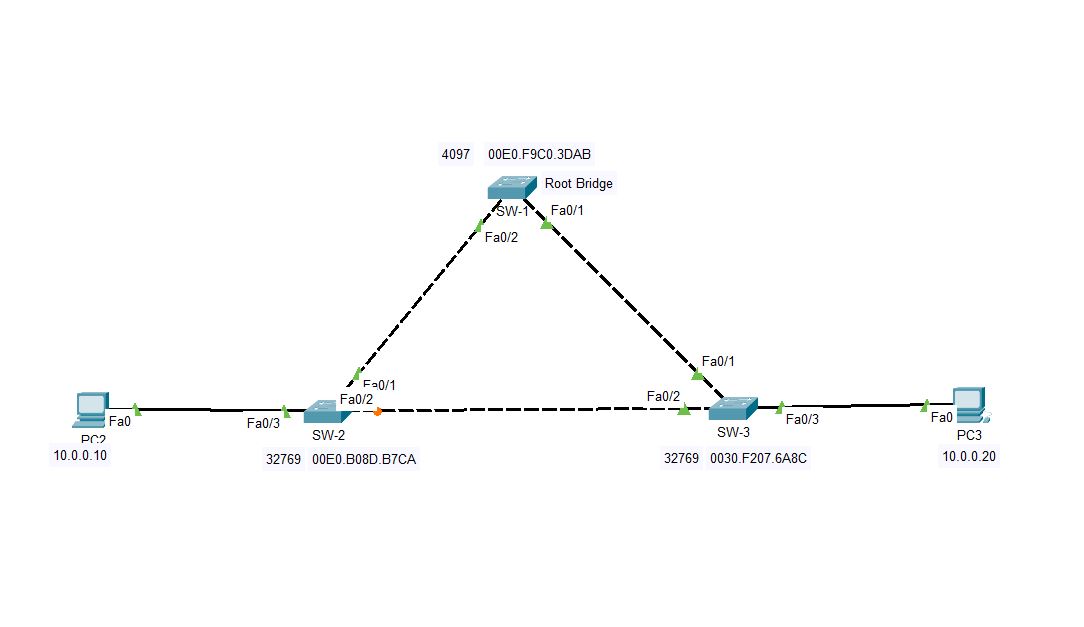 4097 00E0.F9C0.3DAB
Root Bridge
SW-1
Fa0/1
Fa0/2
Fa0/1
Fa0/1
Fa0/2
Fa0/2
Fa0
Fa0/3
SW-2
Fa0/3
SW-3
Fa0
PC2
PC3
10.0.0.10
32769 00E0.B08D.B7CA
32769 0030.F207.6A8C
10.0.0.20